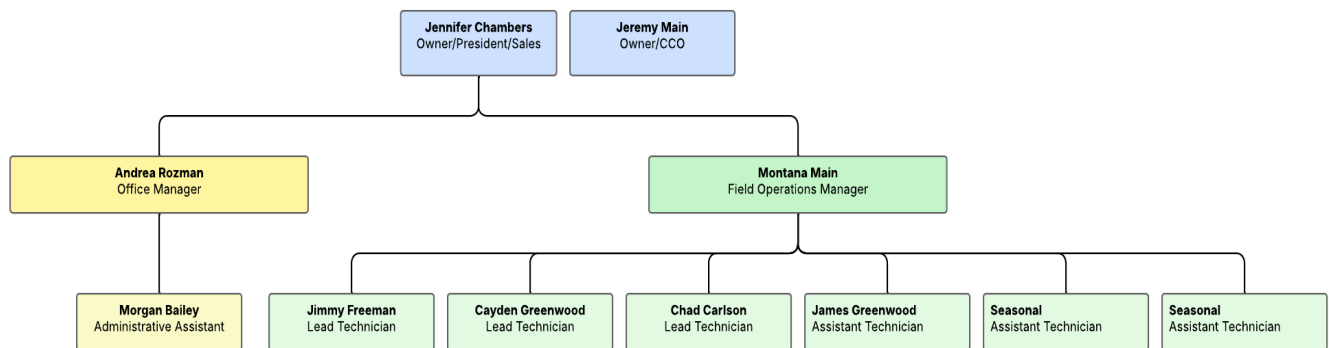 Jennifer Chambers
Owner/President/Sales
Jeremy Main
Owner/CCO
Andrea Rozman
Office Manager
Montana Main
Field Operations Manager
Morgan Bailey
Administrative Assistant
Jimmy Freeman
Lead Technician
Cayden Greenwood
Lead Technician
Chad Carlson
Lead Technician
James Greenwood
Assistant Technician
Seasonal
Assistant Technician
Seasonal
Assistant Technician